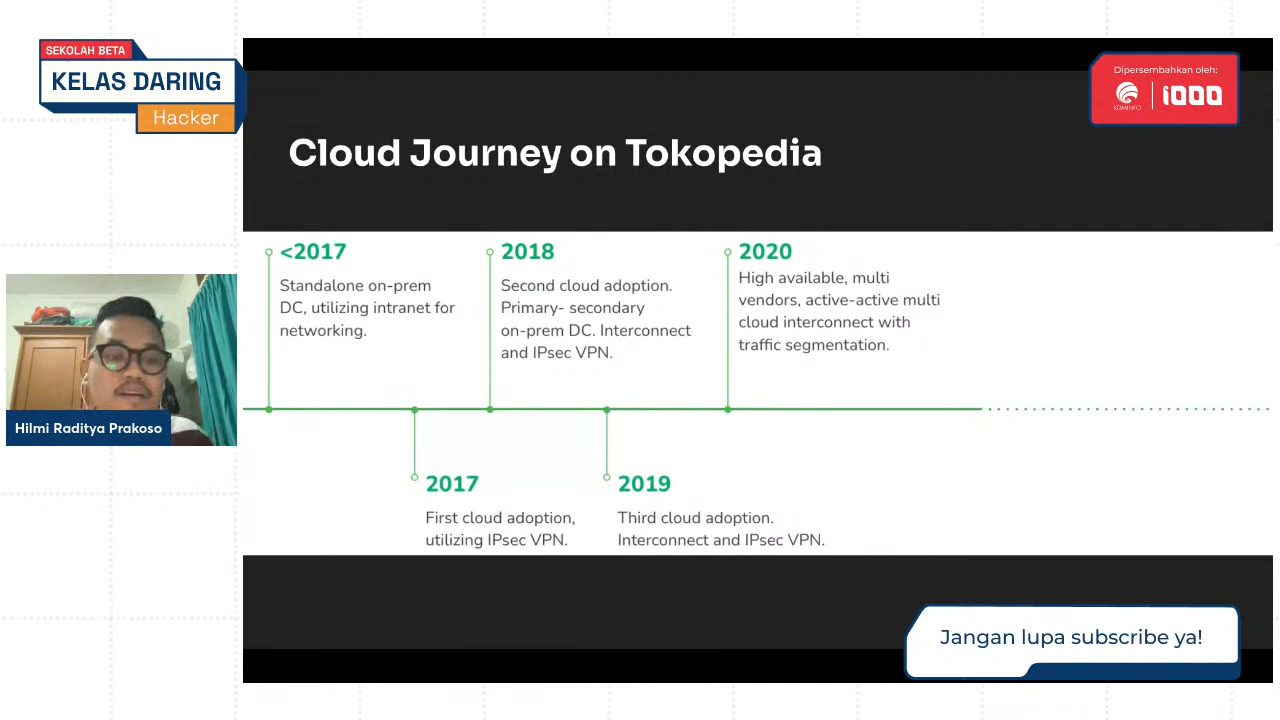 SEKOLAH BETA
KELAS DARING
Hacker
Dipersembahkan oleh:
KOMINFO
1000
Cloud Journey on Tokopedia
<2017
Standalone on-prem
DC, utilizing intranet for
networking.
2018
Second cloud adoption.
Primary- secondary
on-prem DC. Interconnect
and IPsec VPN.
2020
High available, multi
vendors, active-active multi
cloud interconnect with
traffic segmentation.
2017
First cloud adoption,
utilizing IPsec VPN.
2019
Third cloud adoption.
Interconnect and IPsec VPN.
Hilmi Raditya Prakoso
Jangan lupa subscribe ya!